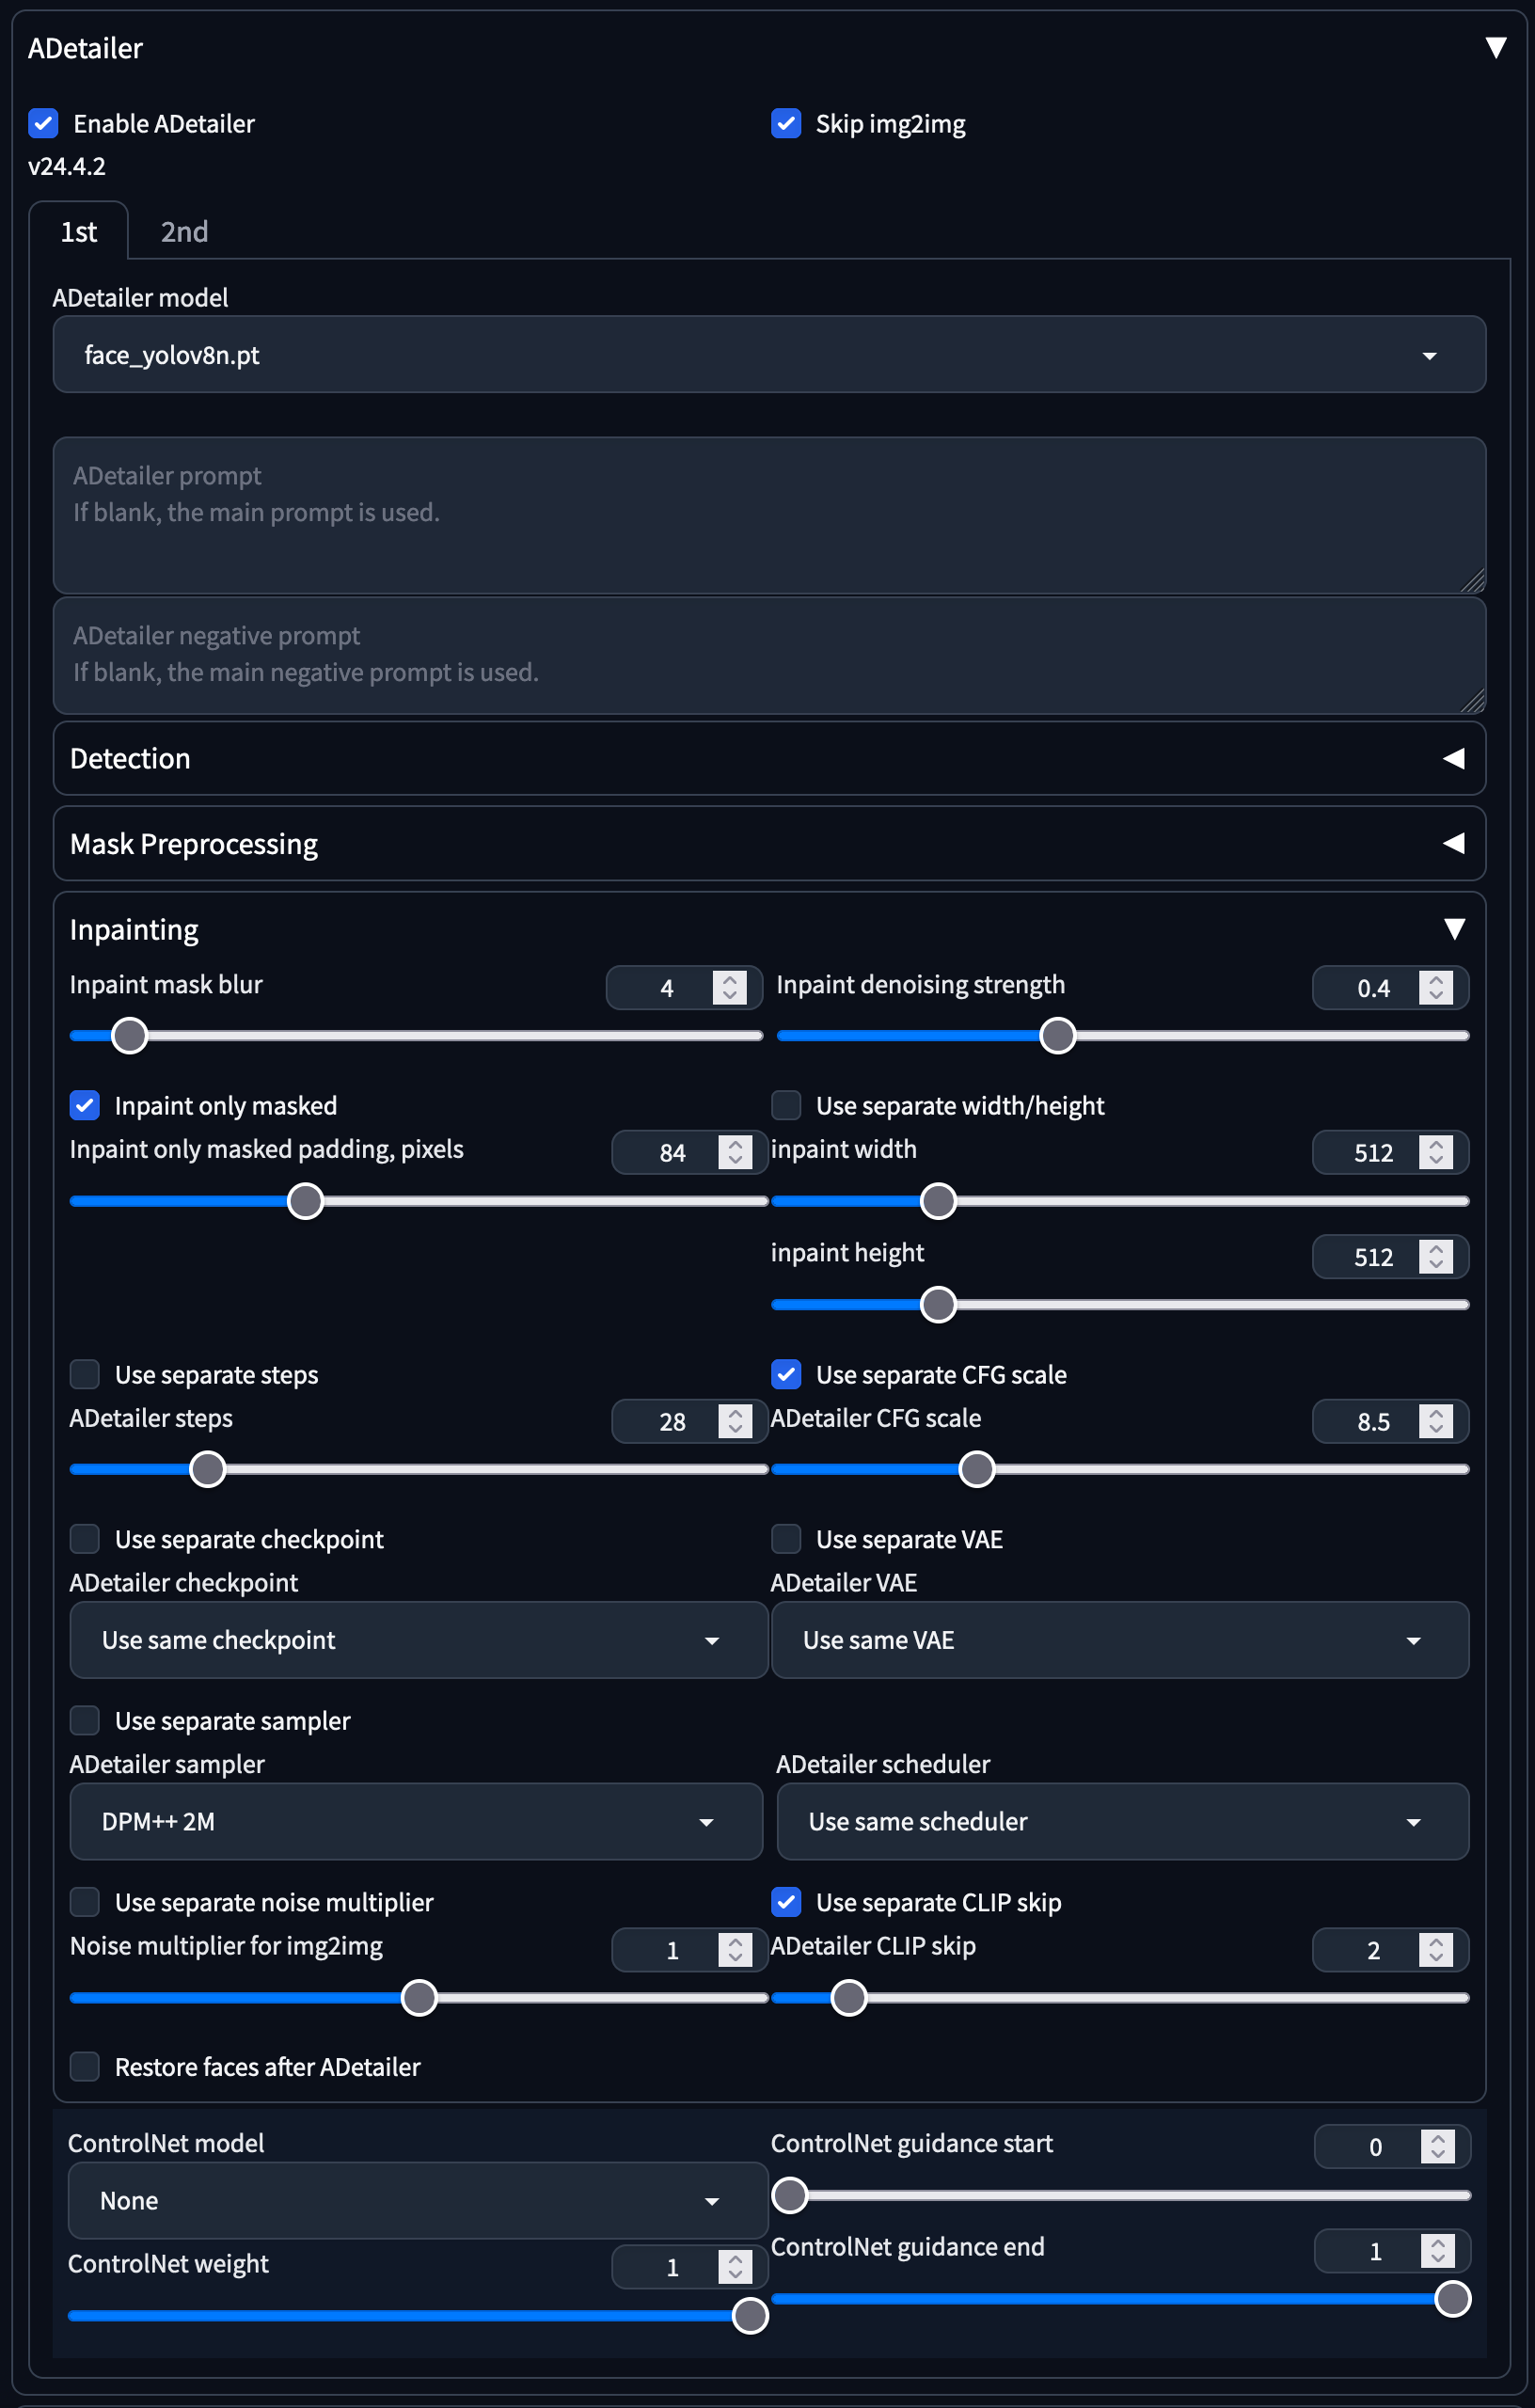 ADetailer
Enable ADetailer
Skip img2img
v24.4.2
1st
2nd
ADetailer model
face_yolov8n.pt
ADetailer prompt
If blank, the main prompt is used.
ADetailer negative prompt
If blank, the main negative prompt is used.
Detection
Mask Preprocessing
Inpainting
Inpaint mask blur
4
Inpaint denoising strength
0.4
Inpaint only masked
Use separate width/height
Inpaint only masked padding, pixels
84
inpaint width
512
inpaint height
512
Use separate steps
Use separate CFG scale
ADetailer steps
28
ADetailer CFG scale
8.5
Use separate checkpoint
Use separate VAE
ADetailer checkpoint
ADetailer VAE
Use same checkpoint
Use same VAE
Use separate sampler
ADetailer sampler
ADetailer scheduler
DPM++ 2M
Use same scheduler
Use separate noise multiplier
Use separate CLIP skip
Noise multiplier for img2img
1
ADetailer CLIP skip
2
Restore faces after ADetailer
ControlNet model
None
ControlNet guidance start
0
ControlNet weight
1
ControlNet guidance end
1